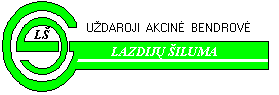 UŽDAROJI AKCINĖ BENDROVĖ
LŠ
LAZDIJŲ ŠILUMA